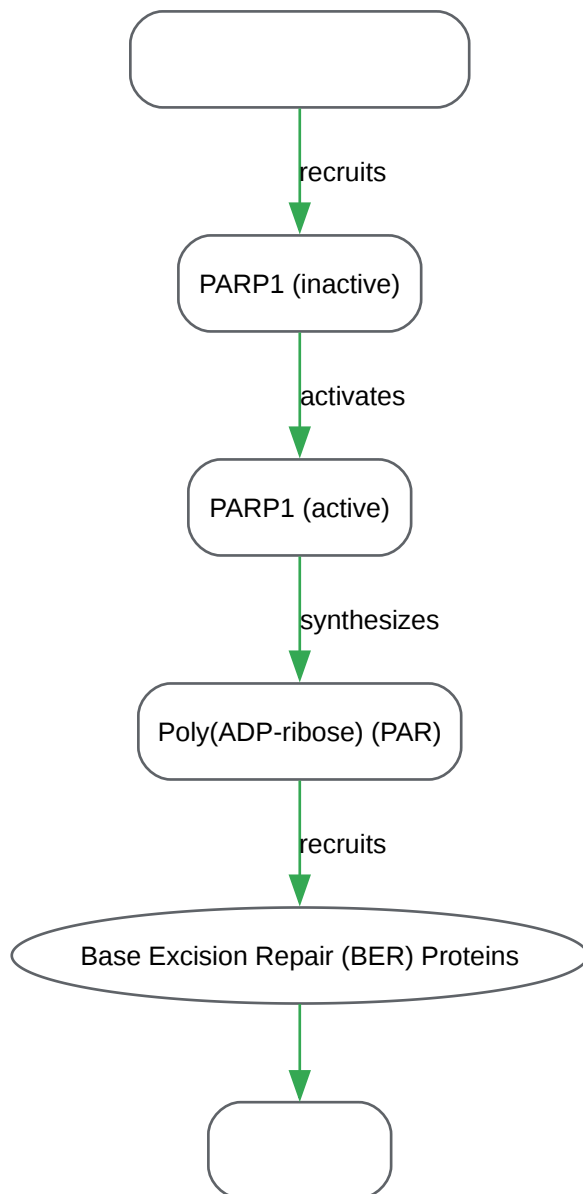 recruits
PARP1 (inactive)
activates
PARP1 (active)
synthesizes
Poly(ADP-ribose) (PAR)
recruits
Base Excision Repair (BER) Proteins